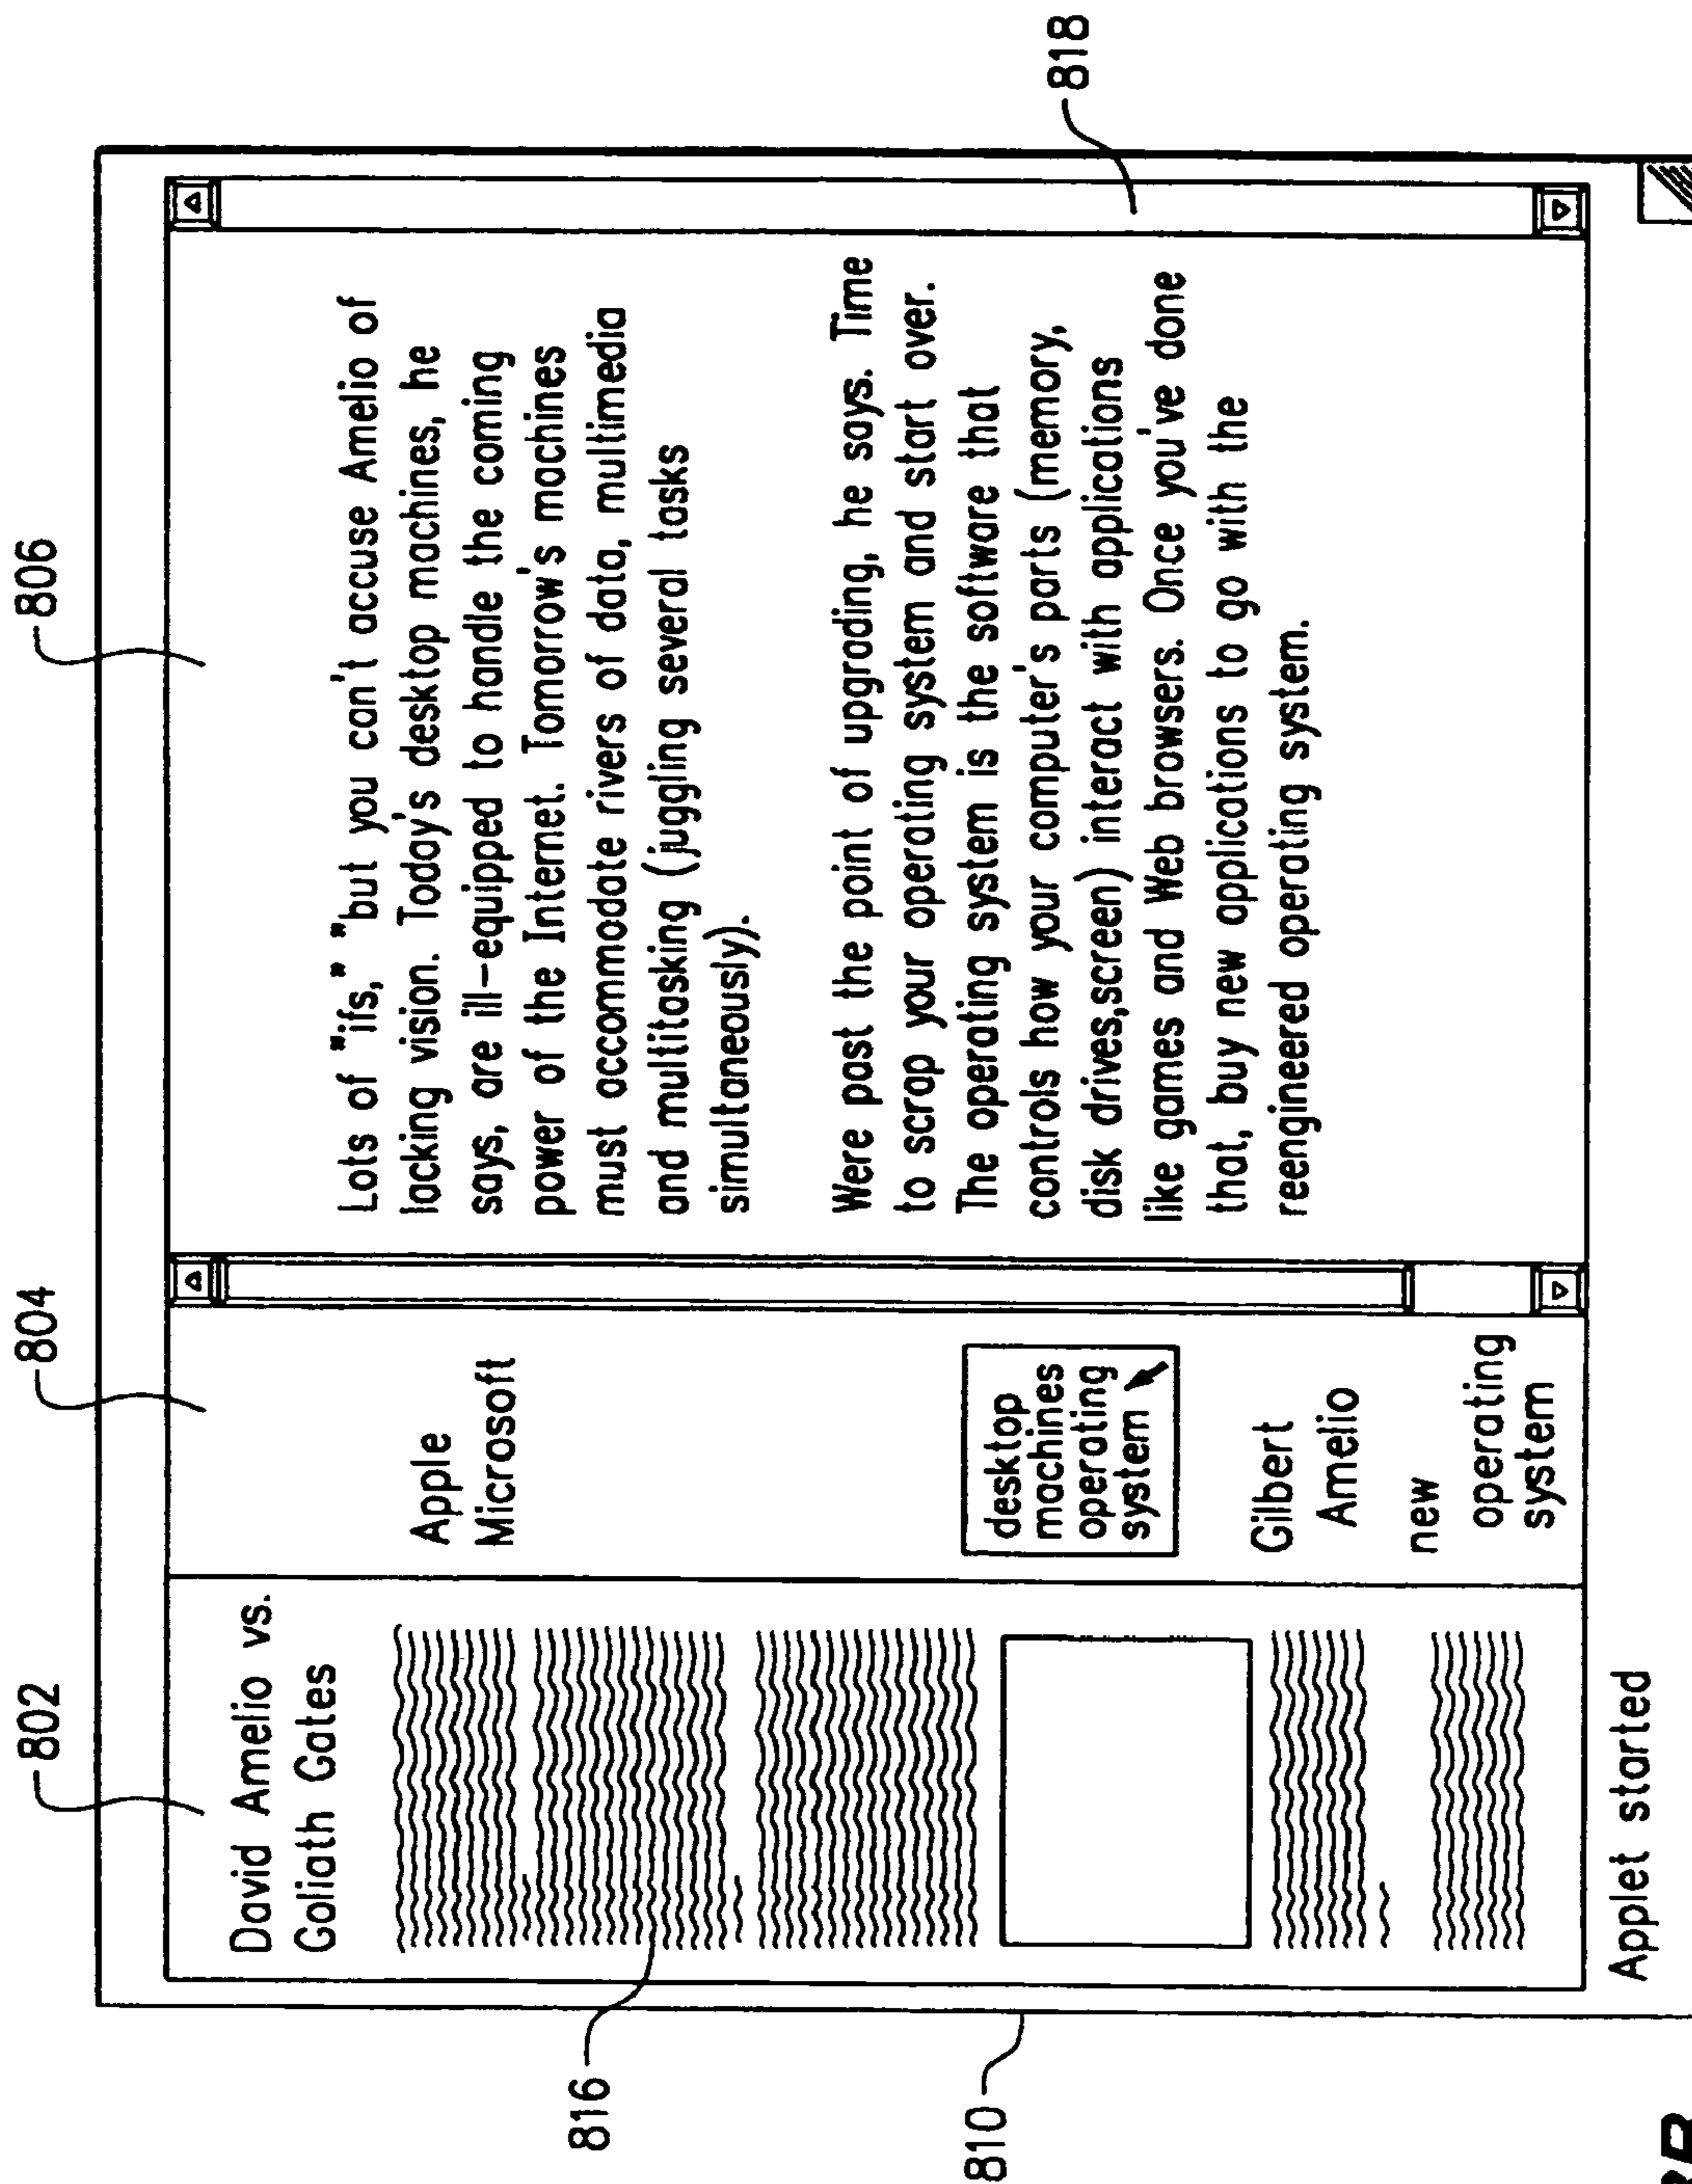 802
804
806
David Amelio vs.
Goliath Gates
Apple
Microsoft
desktop
machines
operating
system
Gilbert
Amelio
new
operating
system
Lots of "ifs," "but you can't accuse Amelio of
lacking vision. Today's desktop machines, he
says, are ill-equipped to handle the coming
power of the Internet. Tomorrow's machines
must accommodate rivers of data, multimedia
and multitasking (juggling several tasks
simultaneously).
Were past the point of upgrading, he says. Time
to scrap your operating system and start over.
The operating system is the software that
controls how your computer's parts (memory,
disk drives,screen) interact with applications
like games and Web browsers. Once you've done
that, buy new applications to go with the
reengineered operating system.
816
810
818
Applet started